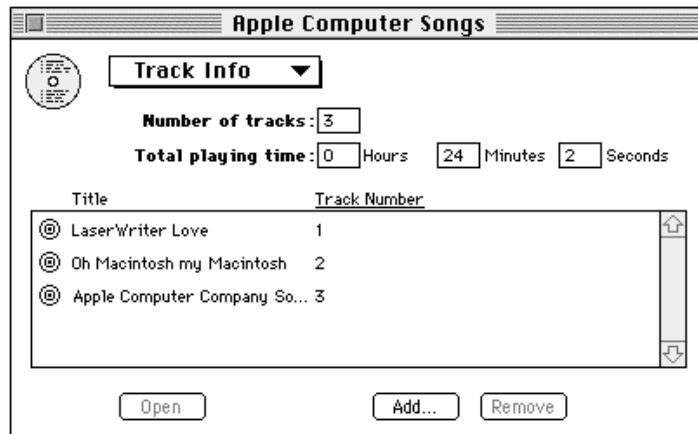 Apple Computer Songs
Track Info
Number of tracks: 3
Total playing time: 0 Hours 24 Minutes 2 Seconds
Title Track Number
LaserWriter Love 1
Oh Macintosh my Macintosh 2
Apple Computer Company So... 3
Open Add... Remove